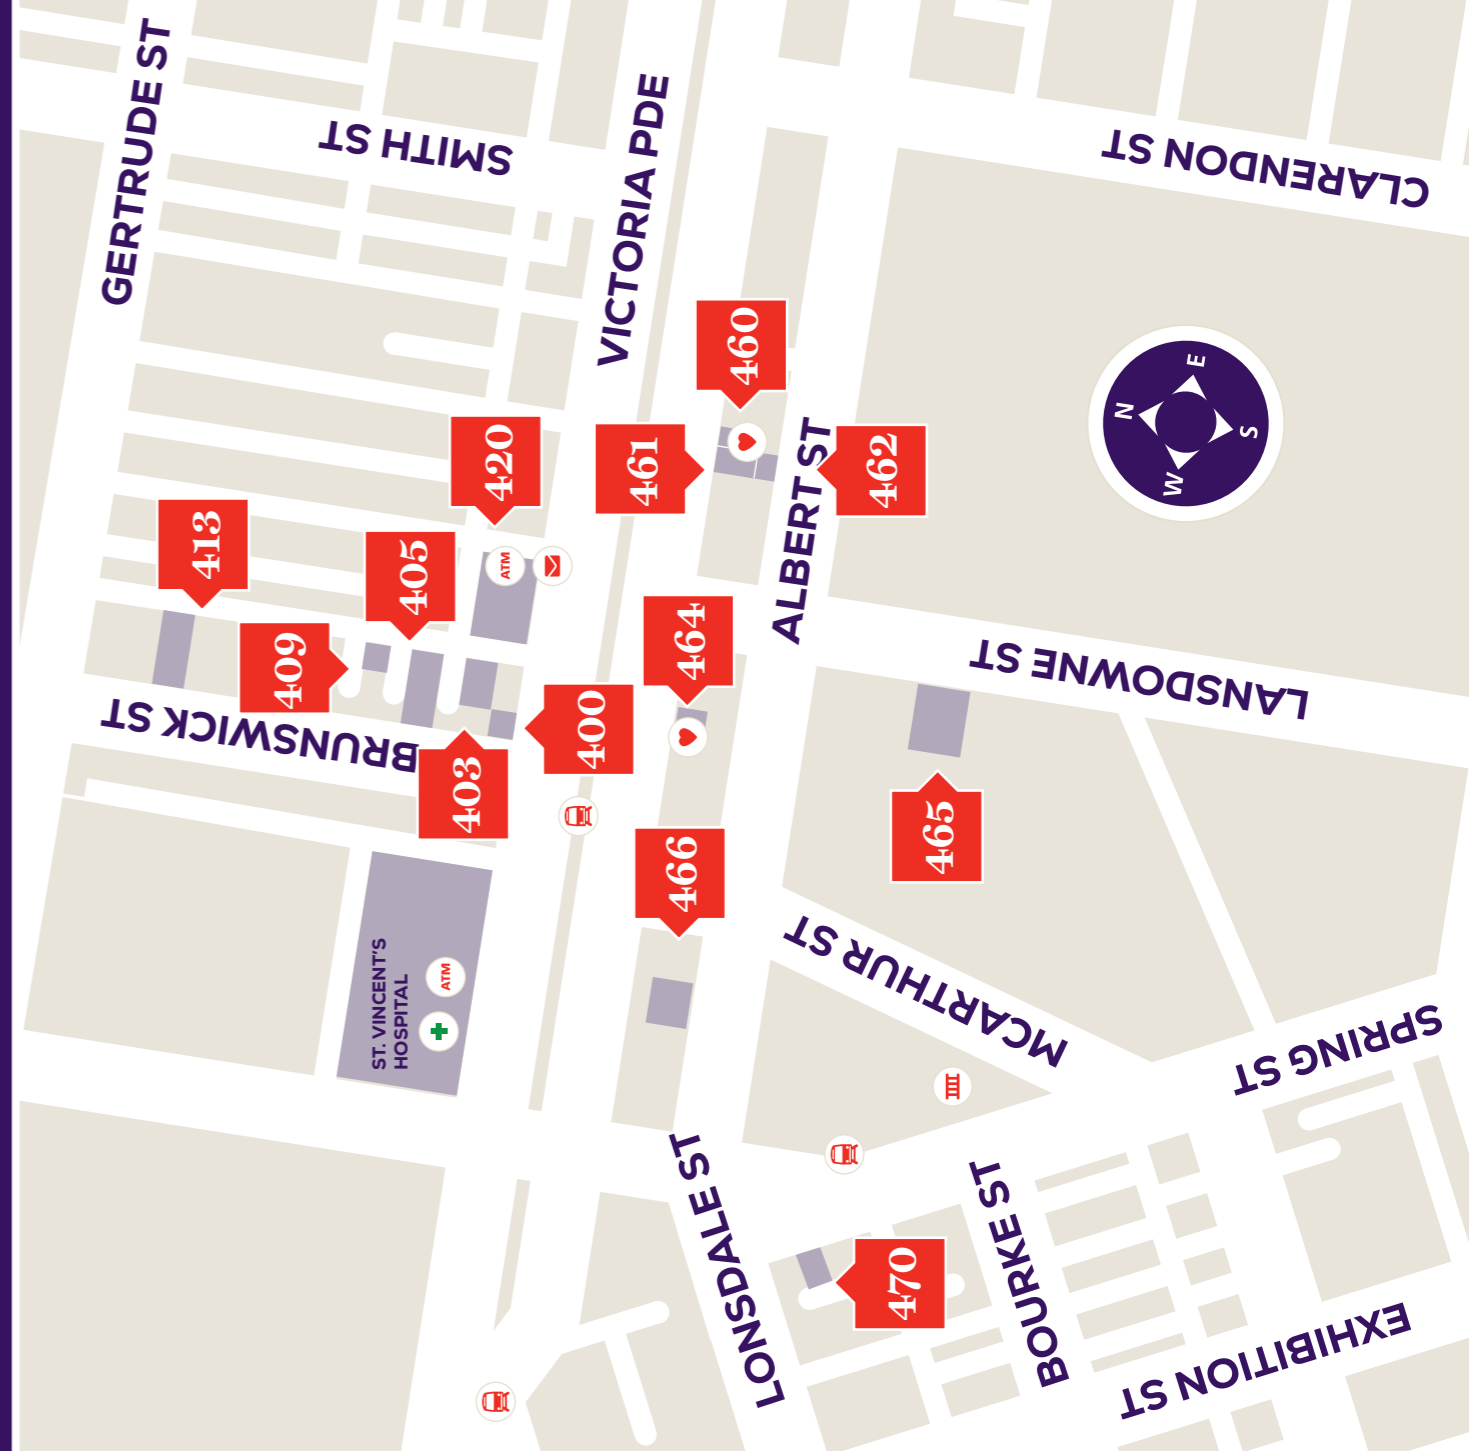 GERTRUDE ST
SMITH ST
VICTORIA PDE
CLARENDON ST
460
N
E
S
W
420
461
462
ALBERT ST
413
405
ATM
409
464
LANSDOWNE ST
BRUNSWICK ST
400
403
465
466
MCARTHUR ST
ST. VINCENT'S
HOSPITAL
ATM
SPRING ST
LONSDALE ST
BOURKE ST
470
EXHIBITION ST